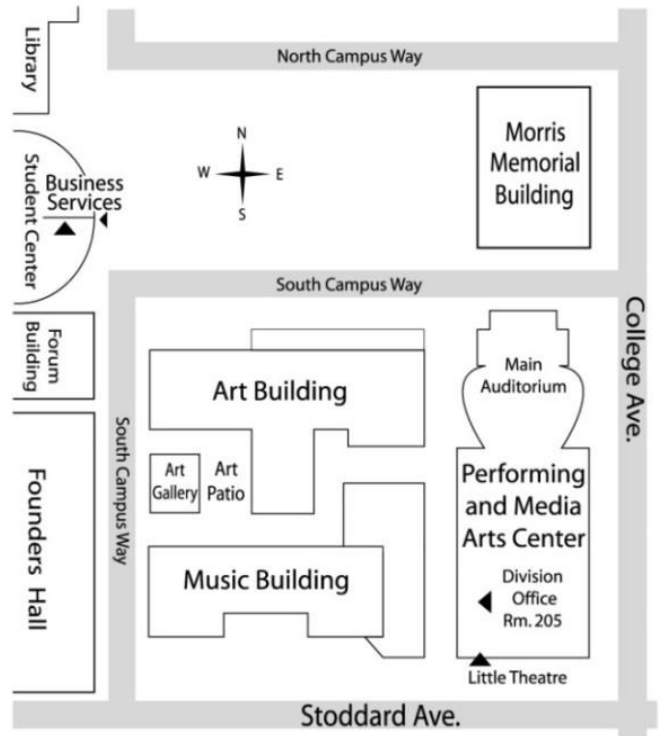 Library
North Campus Way
Morris
Memorial
Building
N
W
E
S
Student Center
Business
Services
South Campus Way
Forum
Building
College Ave.
Main
Auditorium
Art Building
South Campus Way
Art
Gallery
Art
Patio
Performing
and Media
Arts Center
Founders Hall
Music Building
Division
Office
Rm. 205
Little Theatre
Stoddard Ave.